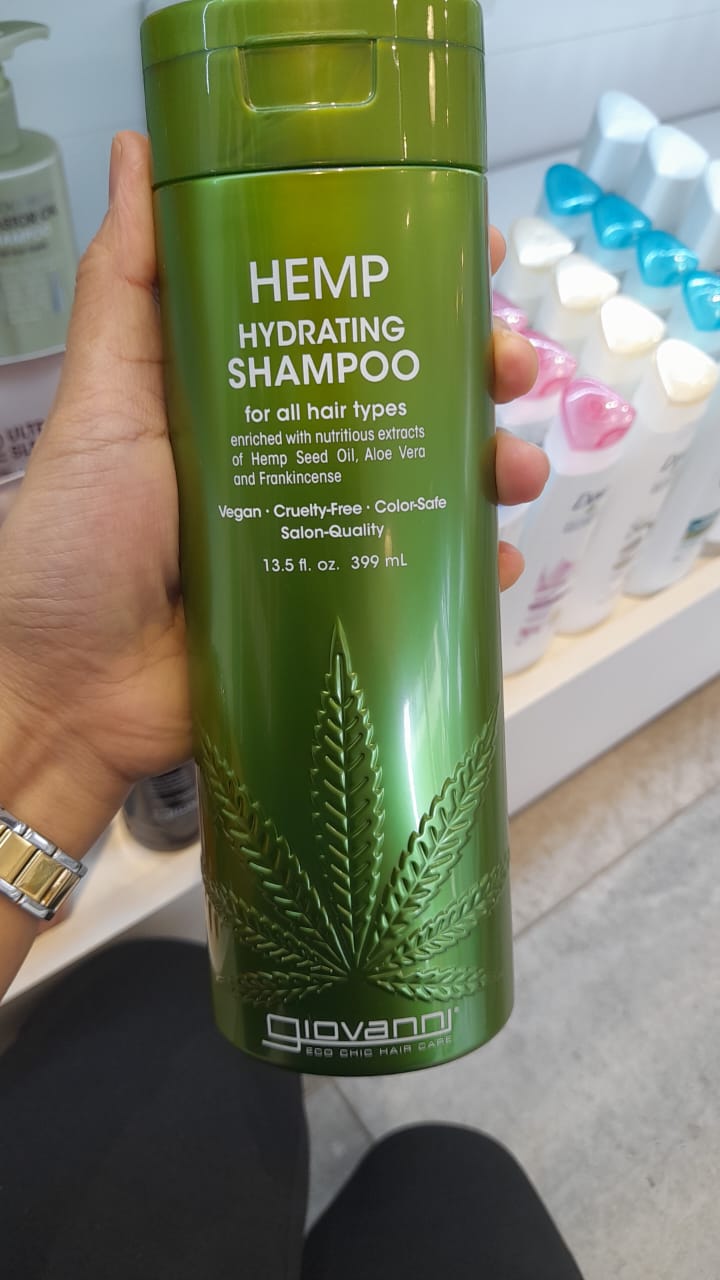 HEMP
HYDRATING
SHAMPOO
for all hair types
enriched with nutritious extracts
of Hemp Seed Oil, Aloe Vera
and Frankincense
Vegan · Cruelty-Free · Color-Safe
Salon-Quality
13.5 fl. oz. 399 mL
giovanni
ECO CHIC HAIR CARE